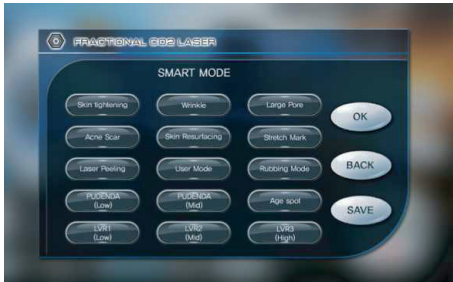 FRACTIONAL CO2 LASER
SMART MODE
Skin tightening
Wrinkle
Large Pore
OK
Acne Scar
Skin Resurfacing
Stretch Mark
Laser Peeling
User Mode
Rubbing Mode
BACK
PUDENDA
(Low)
PUDENDA
(Mid)
Age spot
SAVE
LVR1
(Low)
LVR2
(Mid)
LVR3
(High)